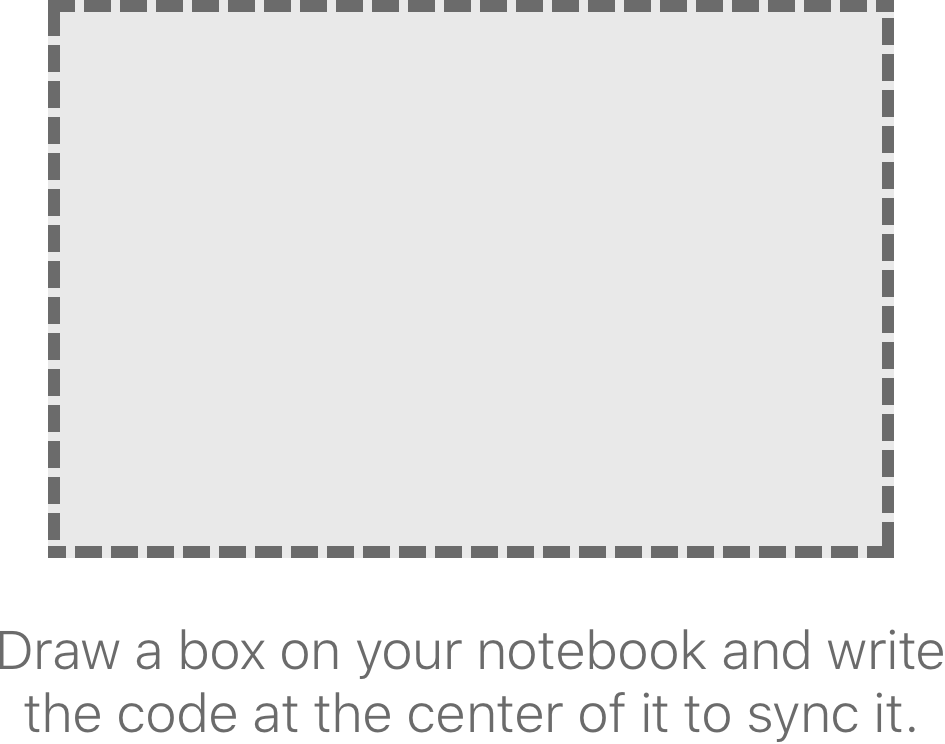 Draw a box on your notebook and write
the code at the center of it to sync it.